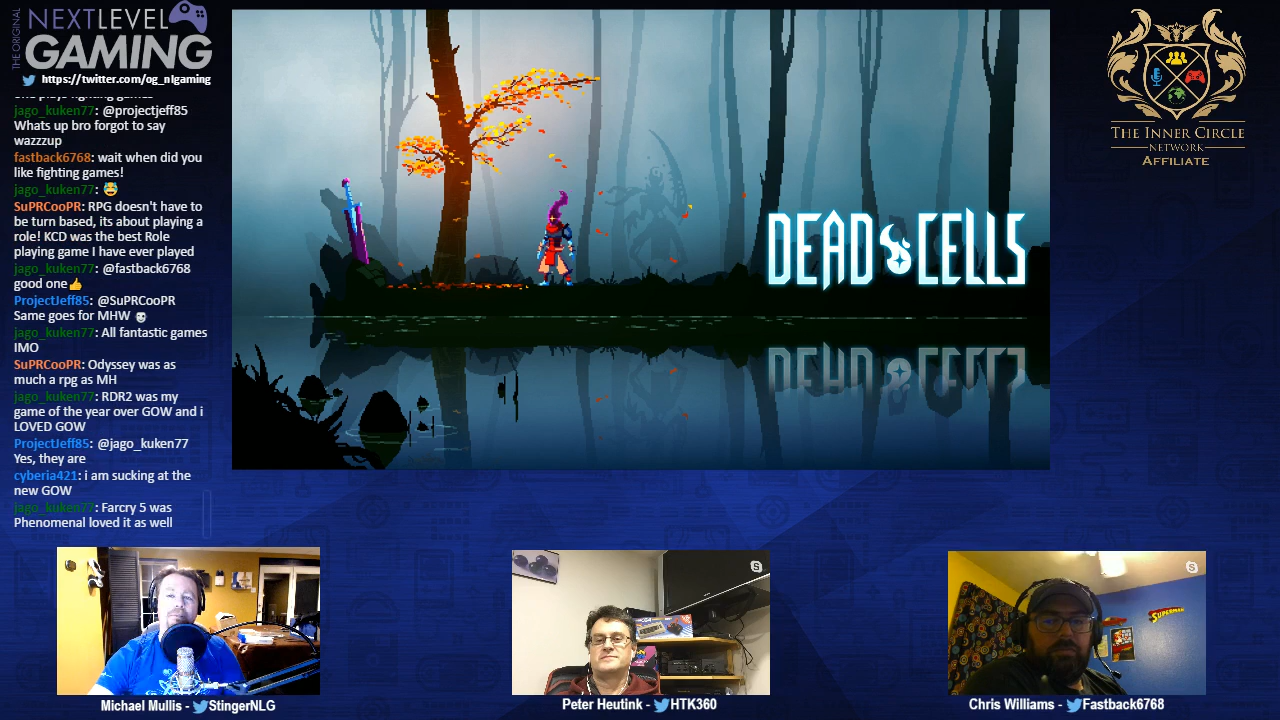 THE ORIGINAL
NEXTLEVEL
GAMING
https://twitter.com/og_nlgaming
jago_kuken77: @projectjeff85
Whats up bro forgot to say
wazzzup
fastback6768: wait when did you
like fighting games!
jago_kuken77: 😂
SuPRCooPR: RPG doesn't have to
be turn based, its about playing a
role! KCD was the best Role
playing game I have ever played
jago_kuken77: @fastback6768
good one👍
ProjectJeff85: @SuPRCooPR
Same goes for MHW
jago_kuken77: All fantastic games
IMO
SuPRCooPR: Odyssey was as
much a rpg as MH
jago_kuken77: RDR2 was my
game of the year over GOW and i
LOVED GOW
ProjectJeff85: @jago_kuken77
Yes, they are
cyberia421: i am sucking at the
new GOW
jago_kuken77: Farcry 5 was
Phenomenal loved it as well
DEAD CELLS
THE INNER CIRCLE
NETWORK
AFFILIATE
SUPERMAN
Michael Mullis - StingerNLG
Peter Heutink - HTK360
Chris Williams - Fastback6768